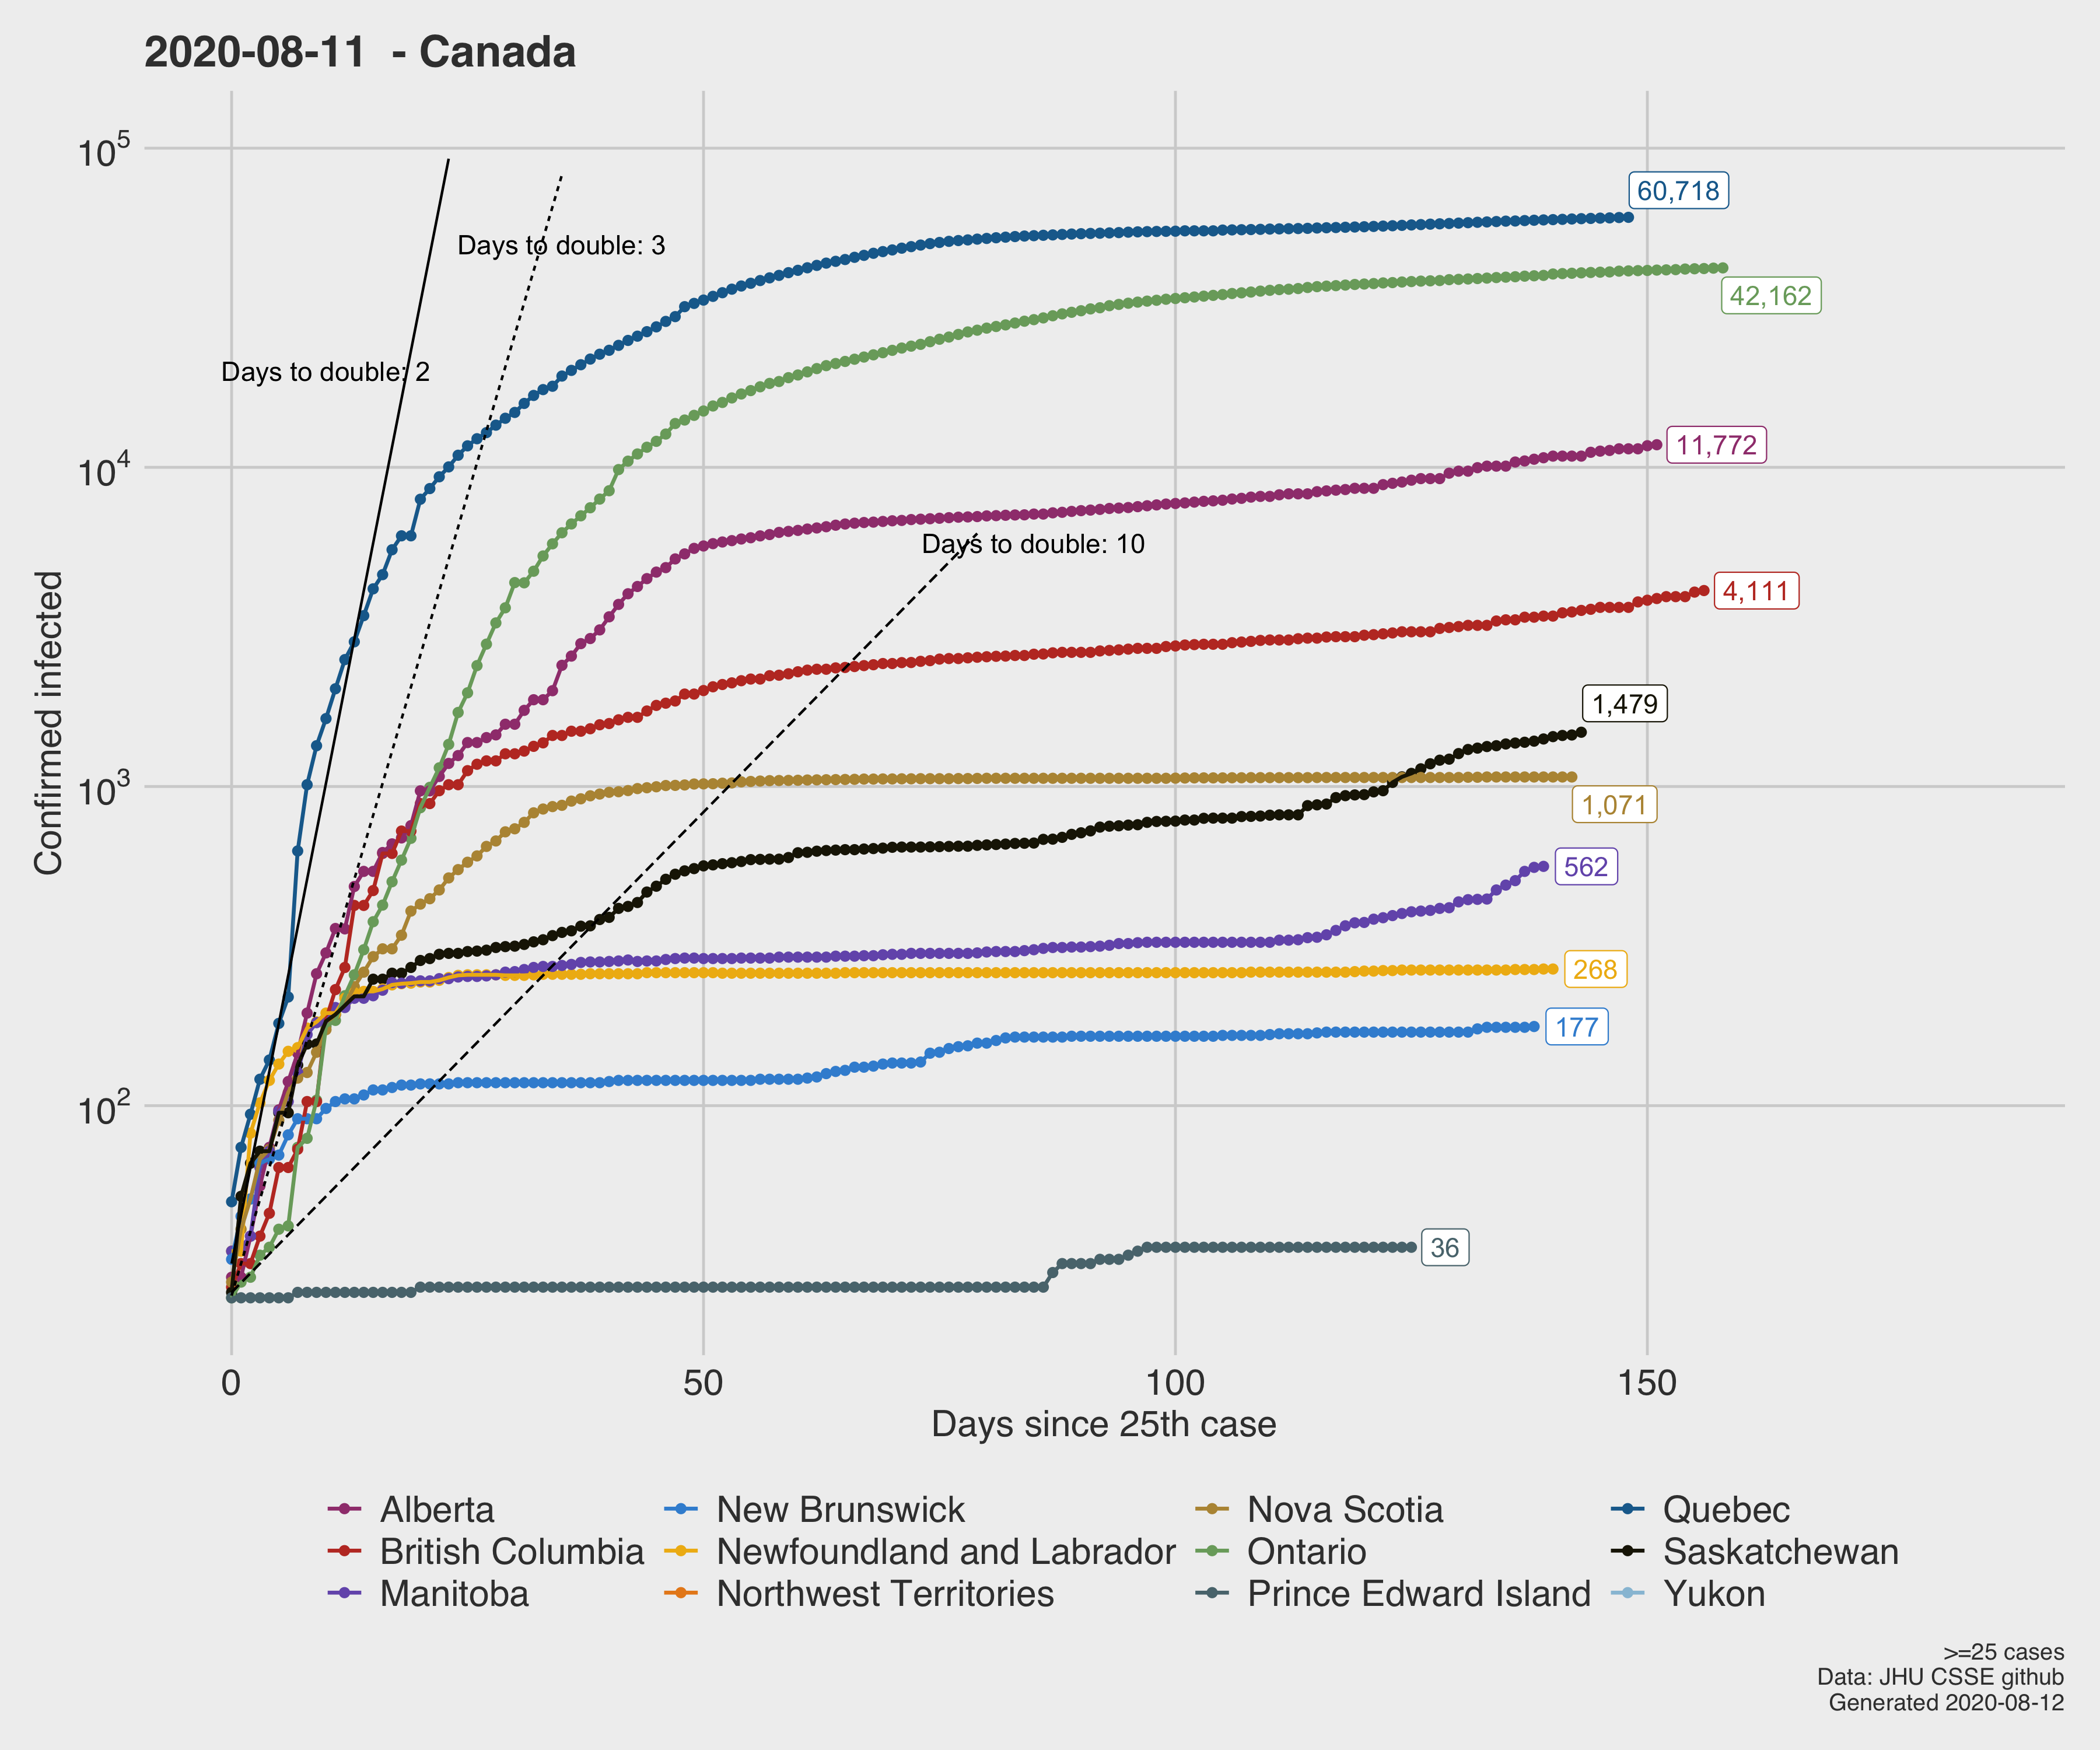 2020-08-11 - Canada
10^5
10^4
10^3
10^2
Confirmed infected
60,718
42,162
11,772
4,111
1,479
1,071
562
268
177
36
Days to double: 3
Days to double: 2
Days to double: 10
0 50 100 150
Days since 25th case
Alberta New Brunswick Nova Scotia Quebec
British Columbia Newfoundland and Labrador Ontario Saskatchewan
Manitoba Northwest Territories Prince Edward Island Yukon
>=25 cases
Data: JHU CSSE github
Generated 2020-08-12